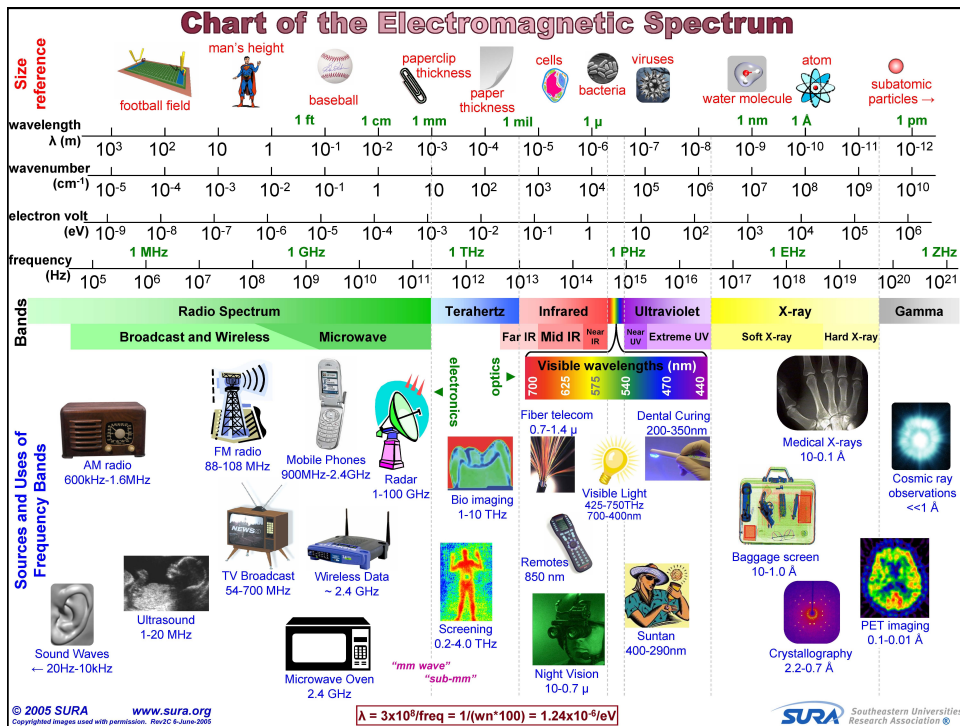 Chart of the Electromagnetic Spectrum
Size reference
football field
man's height
baseball
paperclip thickness
paper thickness
cells
bacteria
viruses
water molecule
atom
subatomic particles →
wavelength λ (m)
1 ft 1 cm 1 mm 1 mil 1 µ 1 nm 1 Å 1 pm
10³ 10² 10 1 10⁻¹ 10⁻² 10⁻³ 10⁻⁴ 10⁻⁵ 10⁻⁶ 10⁻⁷ 10⁻⁸ 10⁻⁹ 10⁻¹⁰ 10⁻¹¹ 10⁻¹²
wavenumber (cm⁻¹)
10⁻⁵ 10⁻⁴ 10⁻³ 10⁻² 10⁻¹ 1 10 10² 10³ 10⁴ 10⁵ 10⁶ 10⁷ 10⁸ 10⁹ 10¹⁰
electron volt (eV)
10⁻⁹ 10⁻⁸ 10⁻⁷ 10⁻⁶ 10⁻⁵ 10⁻⁴ 10⁻³ 10⁻² 10⁻¹ 1 10 10² 10³ 10⁴ 10⁵ 10⁶
frequency (Hz)
1 MHz 1 GHz 1 THz 1 PHz 1 EHz 1 ZHz
10⁵ 10⁶ 10⁷ 10⁸ 10⁹ 10¹⁰ 10¹¹ 10¹² 10¹³ 10¹⁴ 10¹⁵ 10¹⁶ 10¹⁷ 10¹⁸ 10¹⁹ 10²⁰ 10²¹
Bands
Radio Spectrum Terahertz Infrared Ultraviolet X-ray Gamma
Broadcast and Wireless Microwave Far IR Mid IR Near IR Near UV Extreme UV Soft X-ray Hard X-ray
electronics
optics
Visible wavelengths (nm)
700 625 575 540 470 440
Sources and Uses of Frequency Bands
AM radio
600kHz-1.6MHz
FM radio
88-108 MHz
Mobile Phones
900MHz-2.4GHz
Radar
1-100 GHz
Bio imaging
1-10 THz
Fiber telecom
0.7-1.4 µ
Visible Light
425-750THz
700-400nm
Dental Curing
200-350nm
Medical X-rays
10-0.1 Å
Cosmic ray
observations
<<1 Å
Sound Waves
← 20Hz-10kHz
Ultrasound
1-20 MHz
NEWS
TV Broadcast
54-700 MHz
Wireless Data
~ 2.4 GHz
Microwave Oven
2.4 GHz
Screening
0.2-4.0 THz
"mm wave"
"sub-mm"
Remotes
850 nm
Night Vision
10-0.7 µ
Suntan
400-290nm
Baggage screen
10-1.0 Å
Crystallography
2.2-0.7 Å
PET imaging
0.1-0.01 Å
© 2005 SURA www.sura.org
Copyrighted images used with permission. Rev2C 6-June-2005
λ = 3x10⁸/freq = 1/(wn*100) = 1.24x10⁻⁶/eV
SURA
Southeastern Universities
Research Association